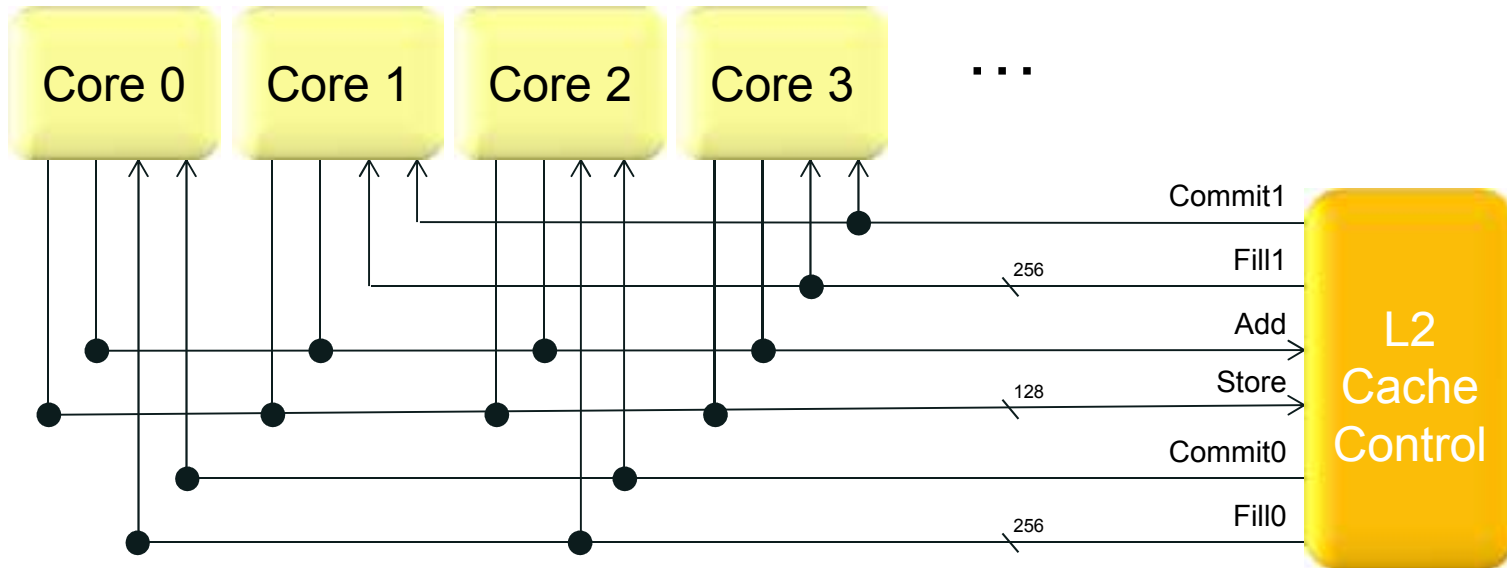 Core 0
Core 1
Core 2
Core 3
...
Commit1
256
Fill1
Add
128
Store
Commit0
256
Fill0
L2
Cache
Control